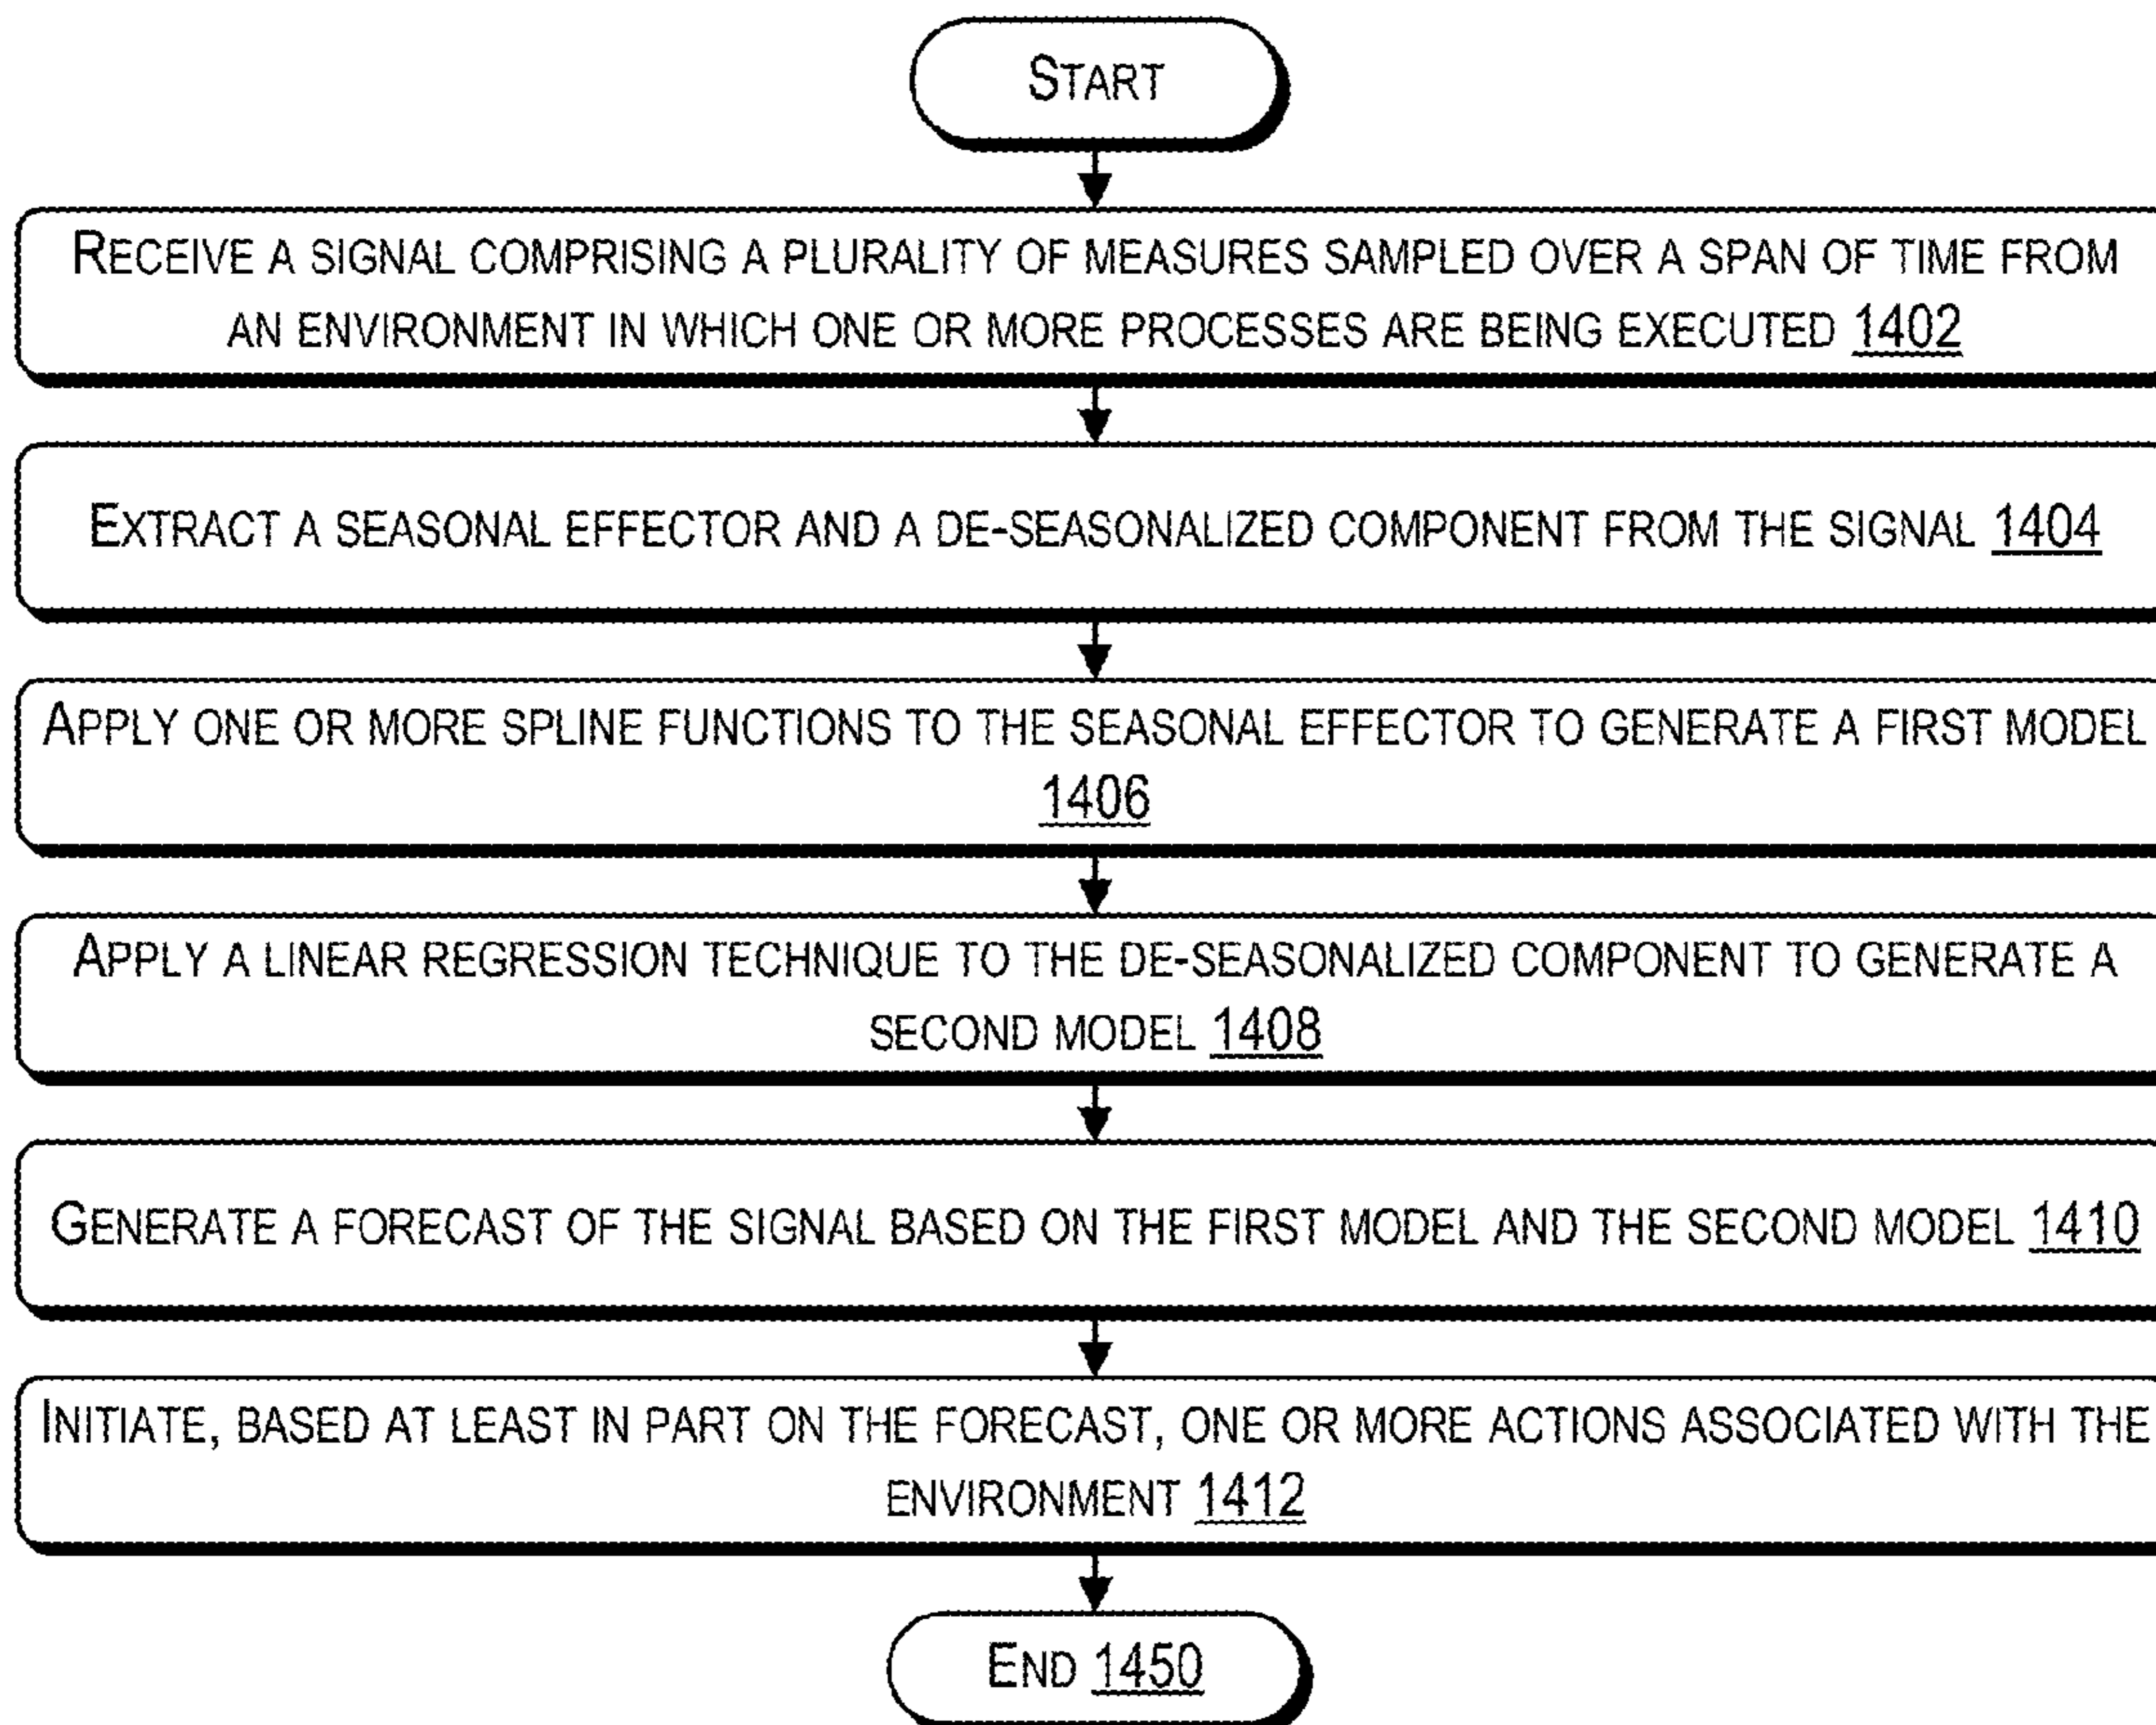 START
RECEIVE A SIGNAL COMPRISING A PLURALITY OF MEASURES SAMPLED OVER A SPAN OF TIME FROM
AN ENVIRONMENT IN WHICH ONE OR MORE PROCESSES ARE BEING EXECUTED 1402
EXTRACT A SEASONAL EFFECTOR AND A DE-SEASONALIZED COMPONENT FROM THE SIGNAL 1404
APPLY ONE OR MORE SPLINE FUNCTIONS TO THE SEASONAL EFFECTOR TO GENERATE A FIRST MODEL
1406
APPLY A LINEAR REGRESSION TECHNIQUE TO THE DE-SEASONALIZED COMPONENT TO GENERATE A
SECOND MODEL 1408
GENERATE A FORECAST OF THE SIGNAL BASED ON THE FIRST MODEL AND THE SECOND MODEL 1410
INITIATE, BASED AT LEAST IN PART ON THE FORECAST, ONE OR MORE ACTIONS ASSOCIATED WITH THE
ENVIRONMENT 1412
END 1450